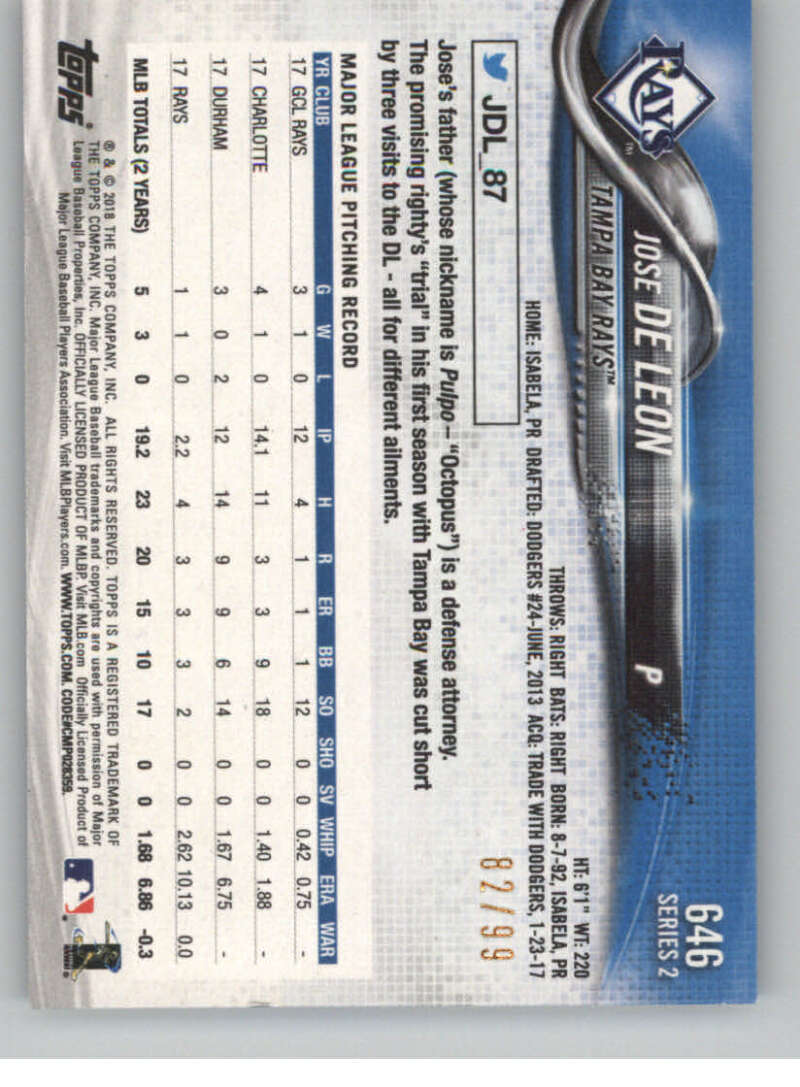 646
SERIES 2
RAYS™
JOSE DE LEON P
TAMPA BAY RAYS™
HT: 6'1" WT: 220
THROWS: RIGHT BATS: RIGHT BORN: 8-7-92, ISABELA, PR
HOME: ISABELA, PR DRAFTED: DODGERS #24-JUNE, 2013 ACQ: TRADE WITH DODGERS, 1-23-17
JDL_87
82/99
Jose's father (whose nickname is Pulpo – "Octopus") is a defense attorney.
The promising righty's "trial" in his first season with Tampa Bay was cut short
by three visits to the DL - all for different ailments.
MAJOR LEAGUE PITCHING RECORD
YR CLUB G W L IP H R ER BB SO SHO SV WHIP ERA WAR
17 GCL RAYS 3 1 0 12 4 1 1 1 12 0 0 0.42 0.75 -
17 CHARLOTTE 4 1 0 14.1 11 3 3 9 18 0 0 1.40 1.88 -
17 DURHAM 3 0 2 12 14 9 9 6 14 0 0 1.67 6.75 -
17 RAYS 1 1 0 2.2 4 3 3 3 2 0 0 2.62 10.13 0.0
MLB TOTALS (2 YEARS) 5 3 0 19.2 23 20 15 10 17 0 0 1.68 6.86 -0.3
topps®
® & © 2018 THE TOPPS COMPANY, INC. ALL RIGHTS RESERVED. TOPPS IS A REGISTERED TRADEMARK OF
THE TOPPS COMPANY, INC. Major League Baseball trademarks and copyrights are used with permission of Major
League Baseball Properties, Inc. OFFICIALLY LICENSED PRODUCT OF MLBP. Visit MLB.com Officially Licensed Product of
Major League Baseball Players Association. Visit MLBPlayers.com. WWW.TOPPS.COM. CODE#CMP028359.